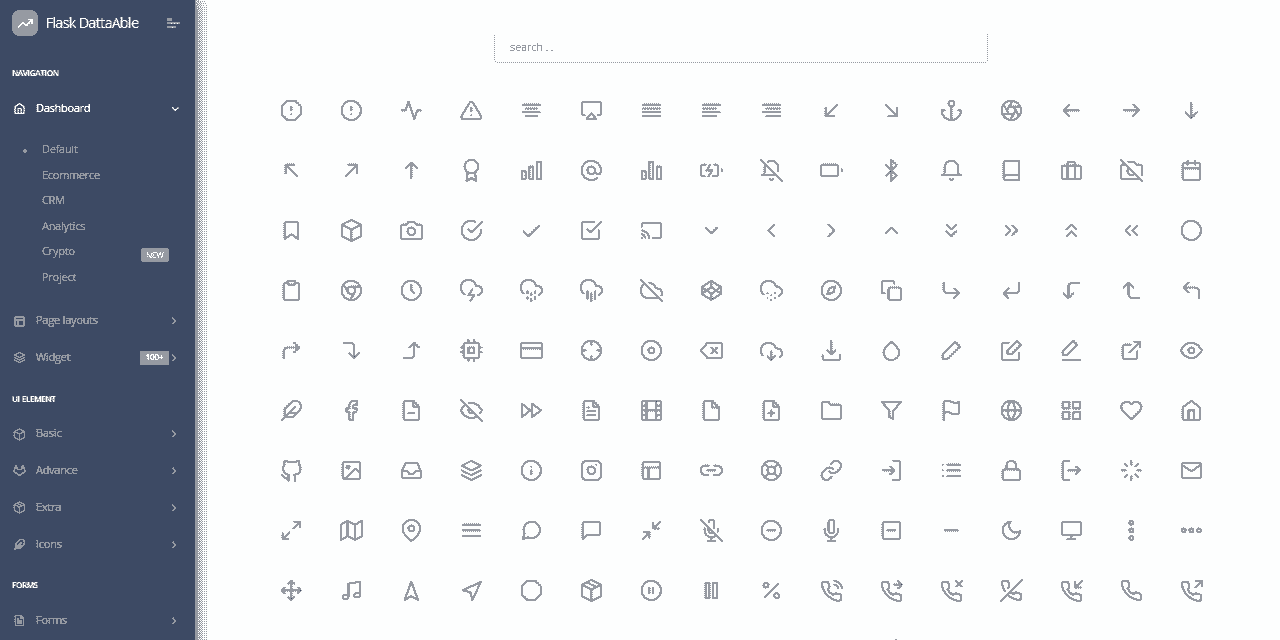 Flask DattaAble
search . .
NAVIGATION
Dashboard
Default
Ecommerce
CRM
Analytics
Crypto
NEW
Project
Page layouts
Widget
100+
UI ELEMENT
Basic
Advance
Extra
Icons
FORMS
Forms